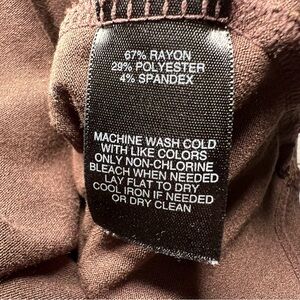 67% RAYON
29% POLYESTER
4% SPANDEX
MACHINE WASH COLD
WITH LIKE COLORS
ONLY NON-CHLORINE
BLEACH WHEN NEEDED
LAY FLAT TO DRY
COOL IRON IF NEEDED
OR DRY CLEAN